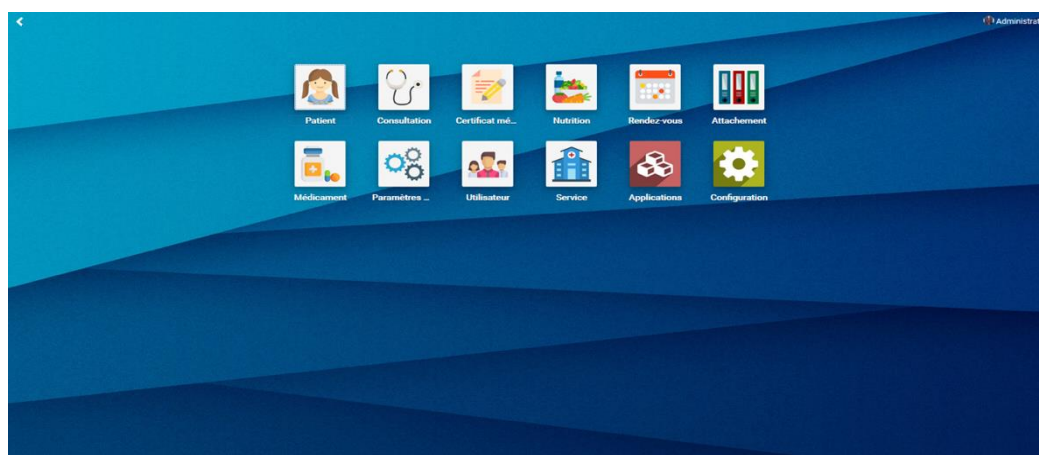 Administrat
Patient
Consultation
Certificat mé...
Nutrition
Rendez-vous
Attachement
Médicament
Paramètres ...
Utilisateur
Service
Applications
Configuration